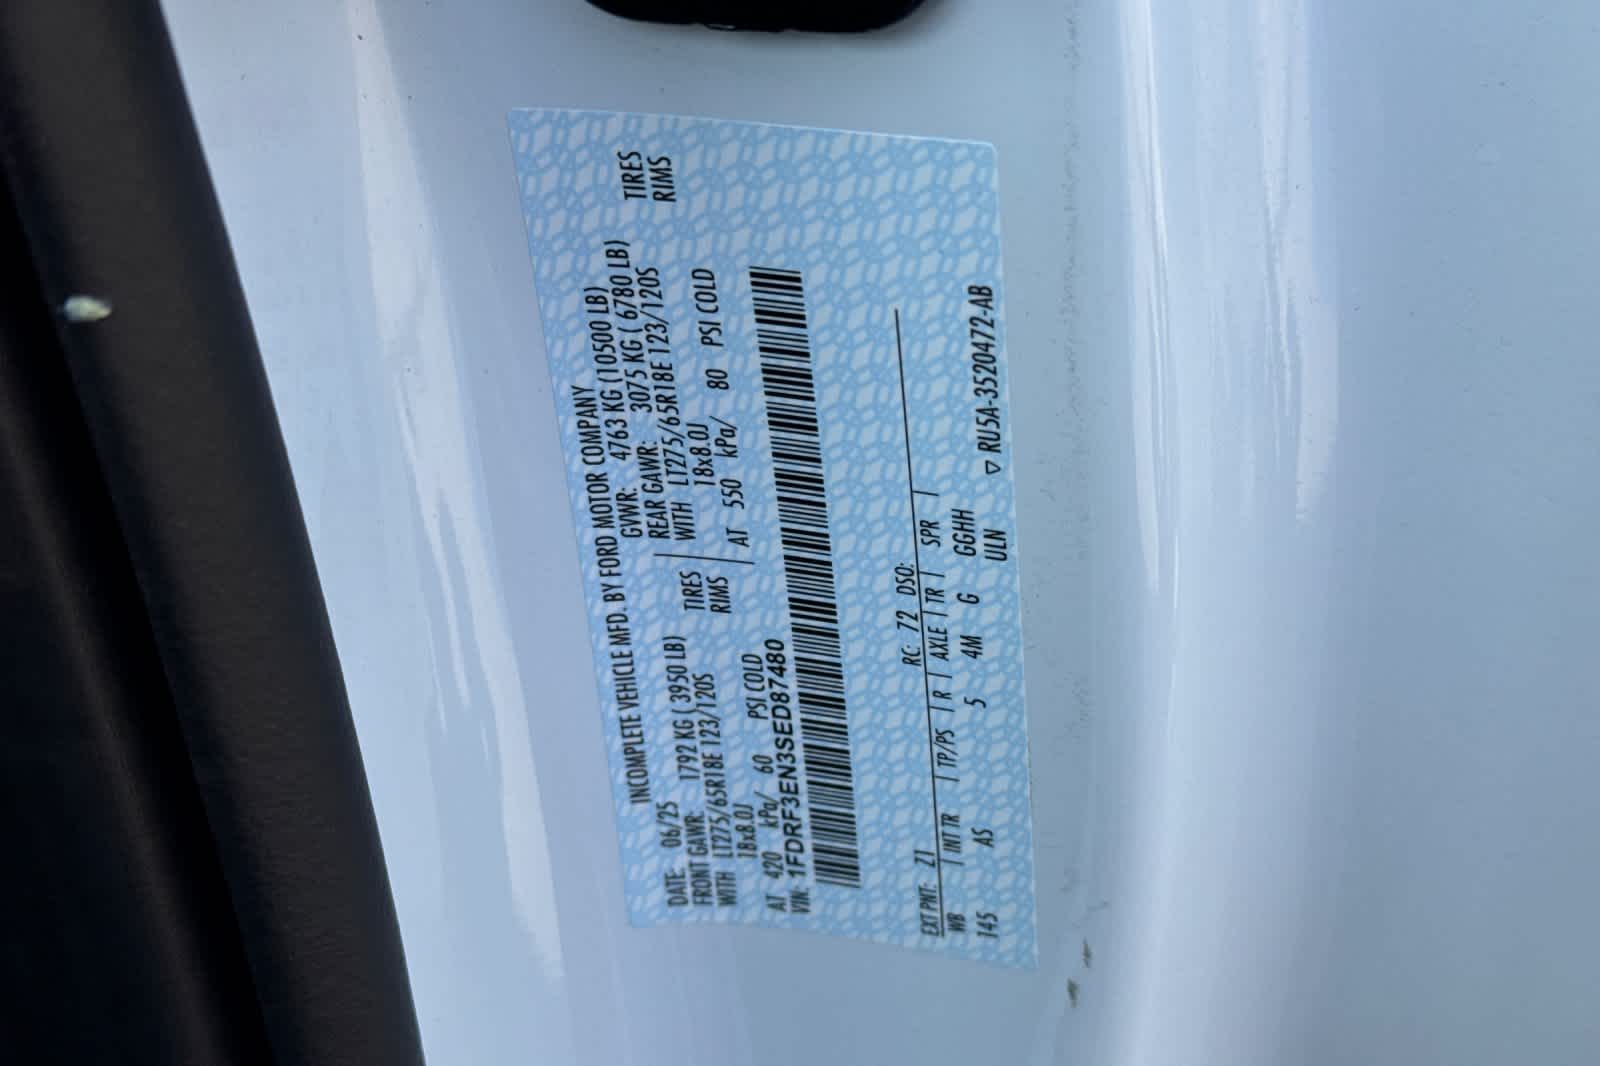 INCOMPLETE VEHICLE MFD. BY FORD MOTOR COMPANY
DATE: 06/25 GVWR: 4763 KG (10500 LB)
FRONT GAWR: 1792 KG ( 3950 LB) REAR GAWR: 3075 KG ( 6780 LB)
WITH LT275/65R18E 123/120S TIRES WITH LT275/65R18E 123/120S TIRES
18x8.0J RIMS 18x8.0J RIMS
AT 420 kPa/ 60 PSI COLD AT 550 kPa/ 80 PSI COLD
VIN: 1FDRF3EN3SED87480
EXT PNT: Z1 RC: 72 DSO:
WB INT TR TP/PS R AXLE TR SPR
145 AS 5 4M G GGHH
ULN ▽ RU5A-3520472-AB